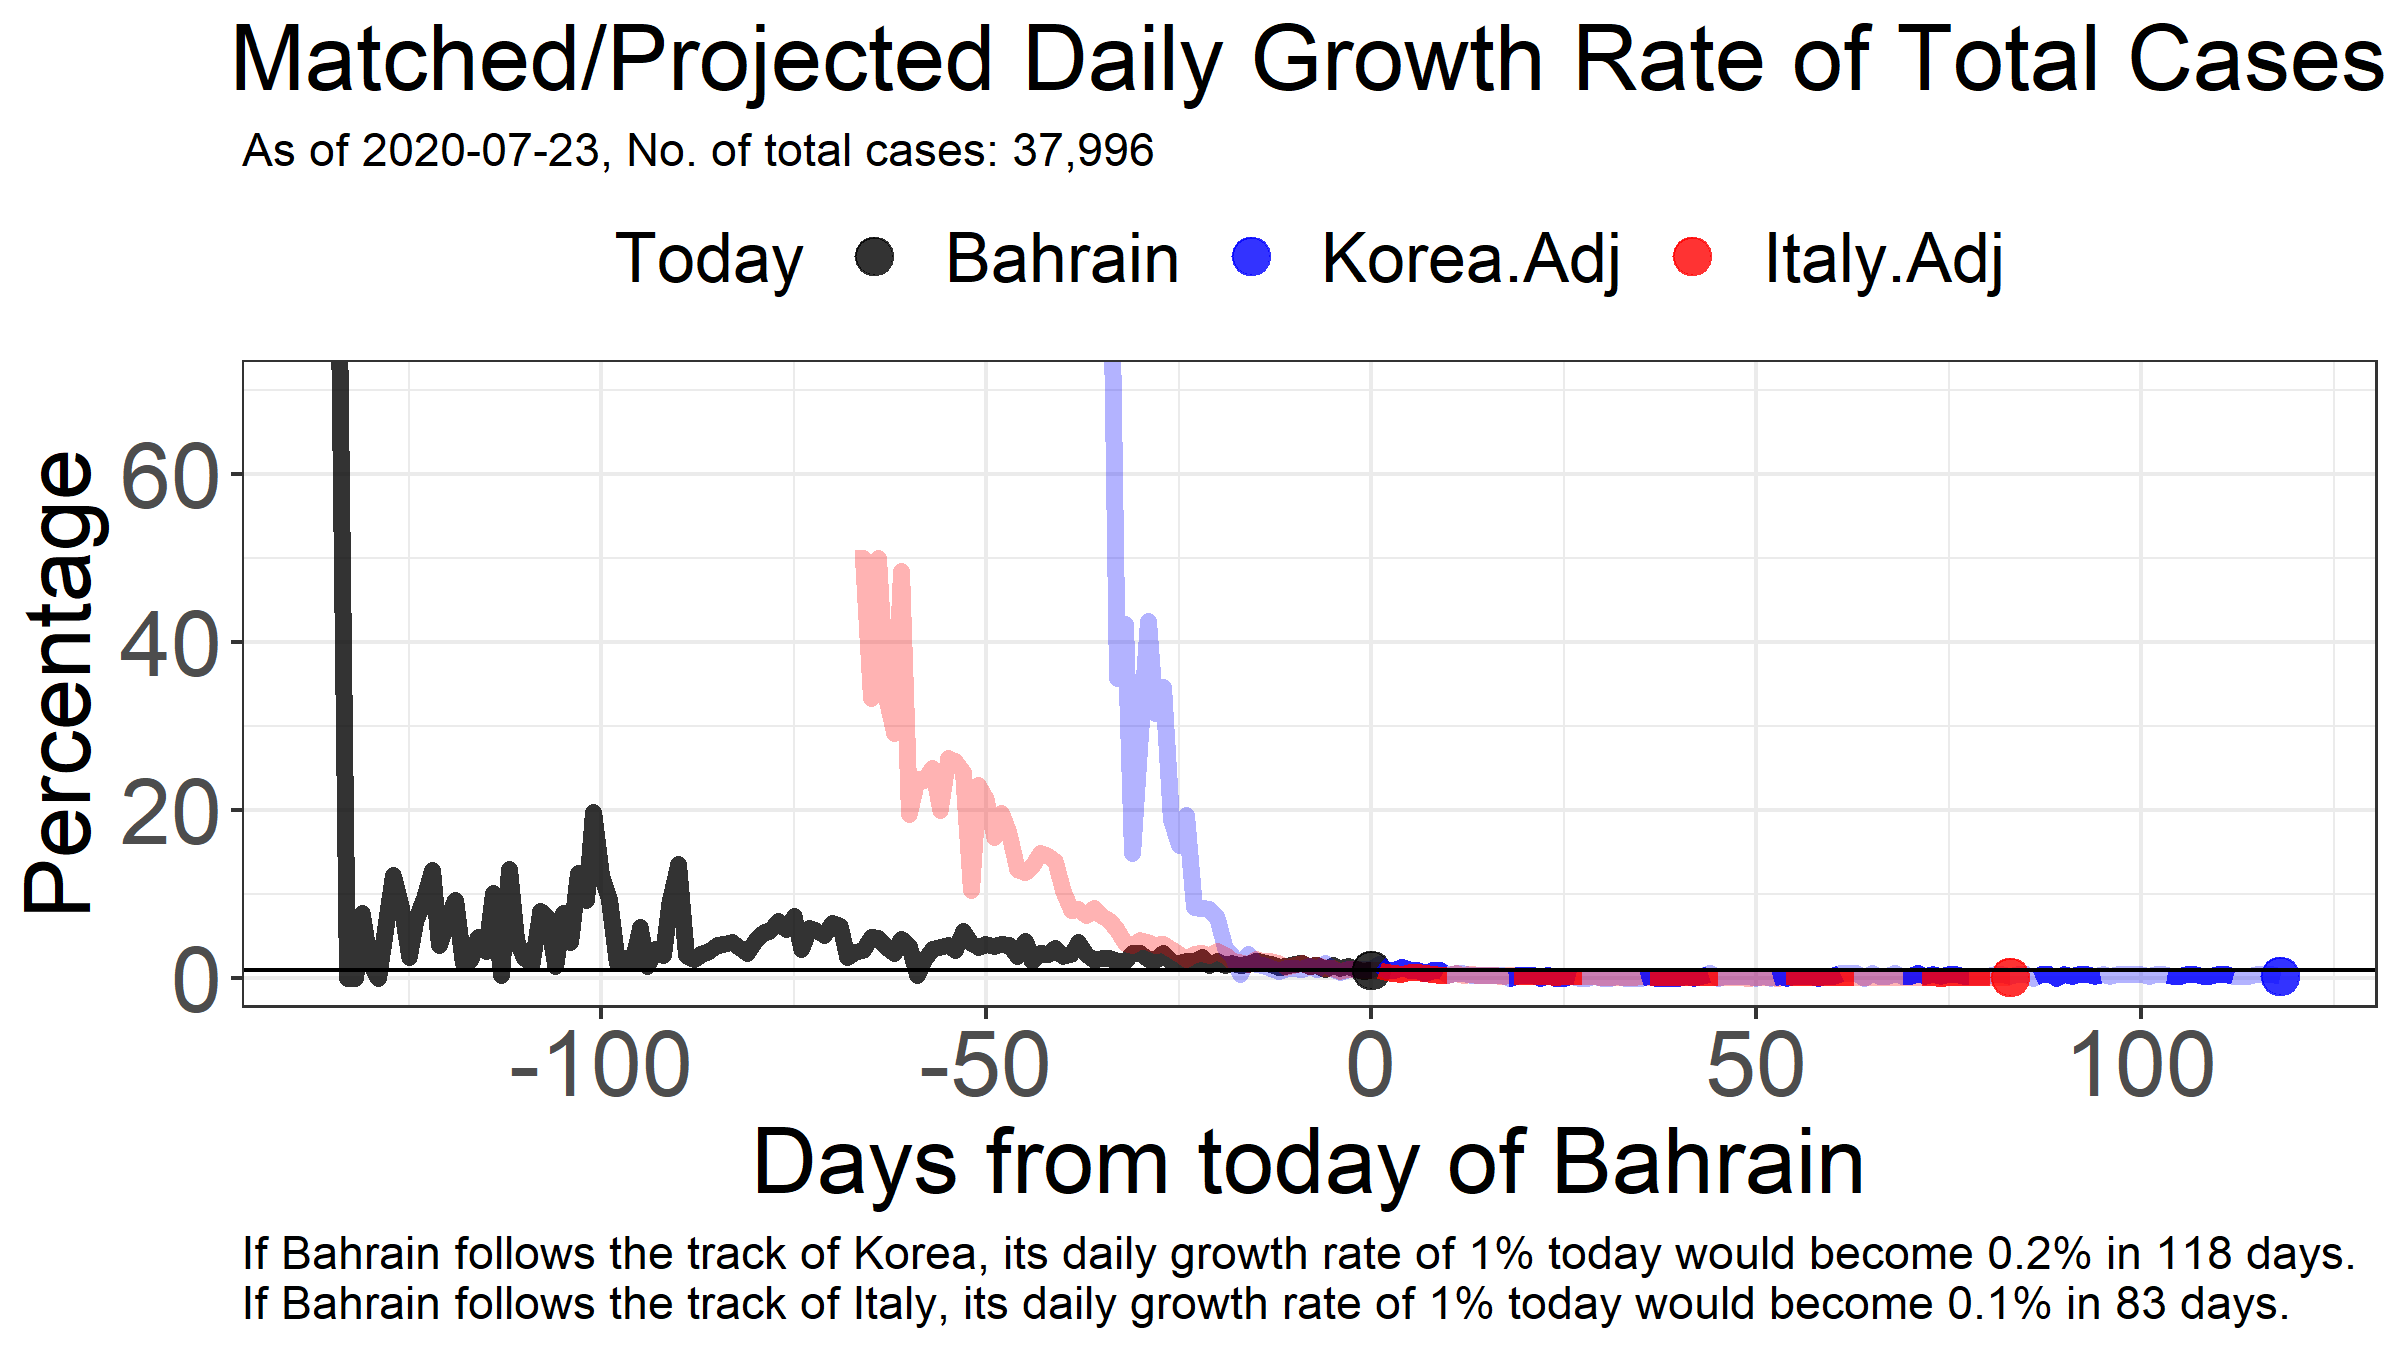 Matched/Projected Daily Growth Rate of Total Cases
As of 2020-07-23, No. of total cases: 37,996
Today Bahrain Korea.Adj Italy.Adj
Percentage
60
40
20
0
-100 -50 0 50 100
Days from today of Bahrain
If Bahrain follows the track of Korea, its daily growth rate of 1% today would become 0.2% in 118 days.
If Bahrain follows the track of Italy, its daily growth rate of 1% today would become 0.1% in 83 days.